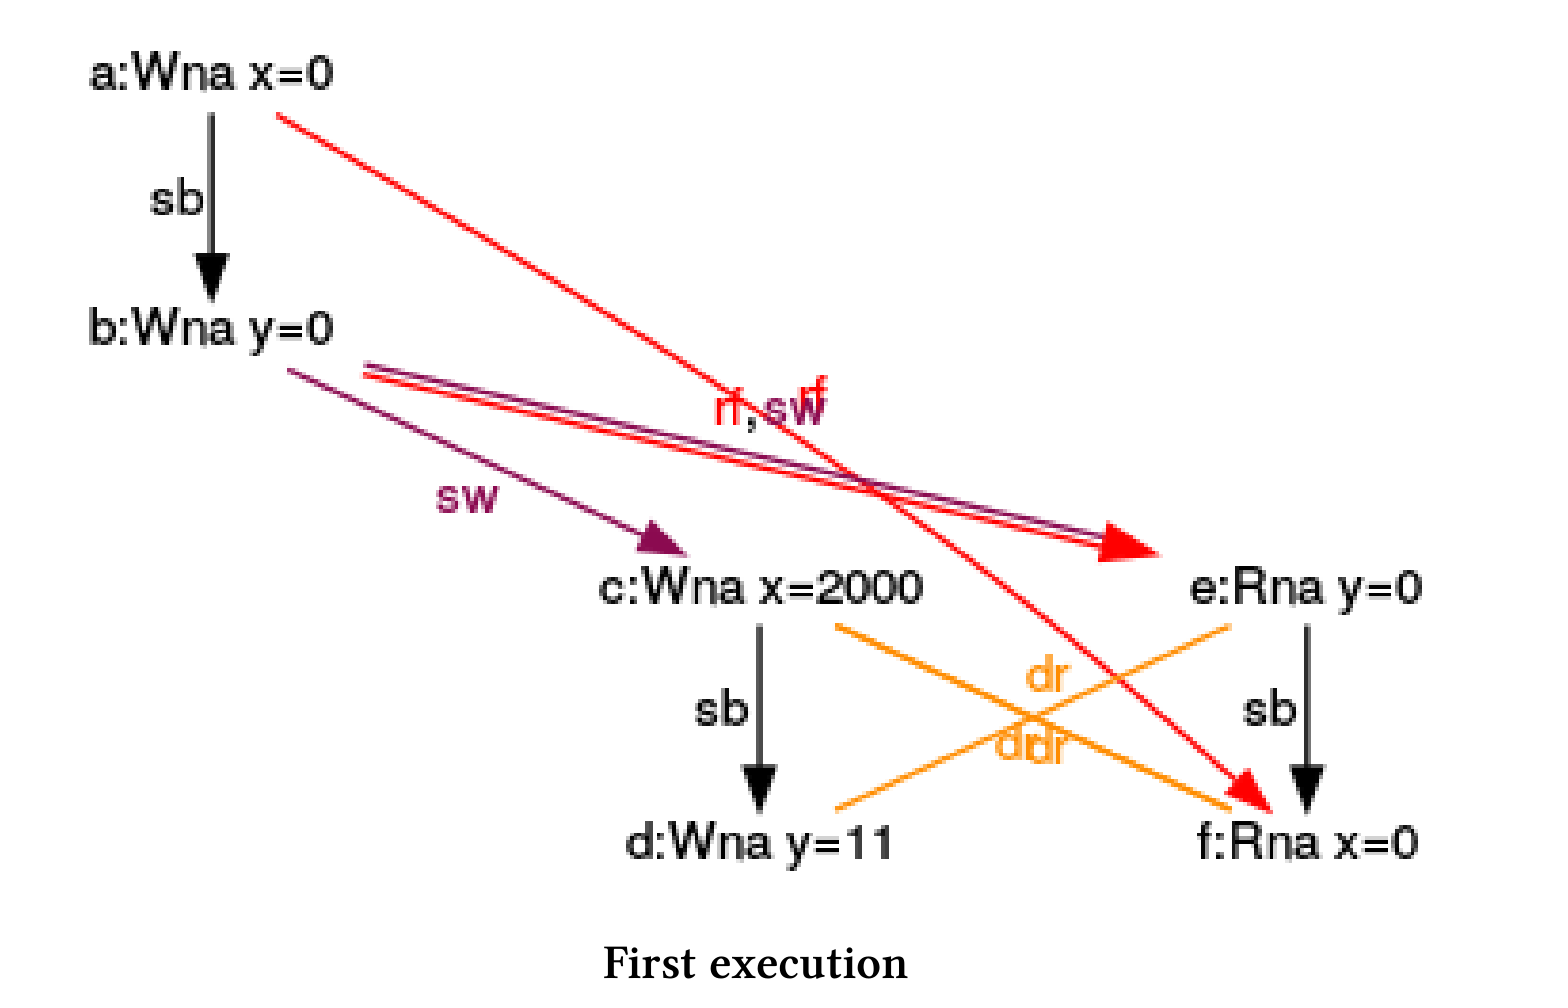 a:Wna x=0
sb
b:Wna y=0
rf,sw
rf
sw
c:Wna x=2000
e:Rna y=0
dr
sb
sb
dr
dr
d:Wna y=11
f:Rna x=0
First execution